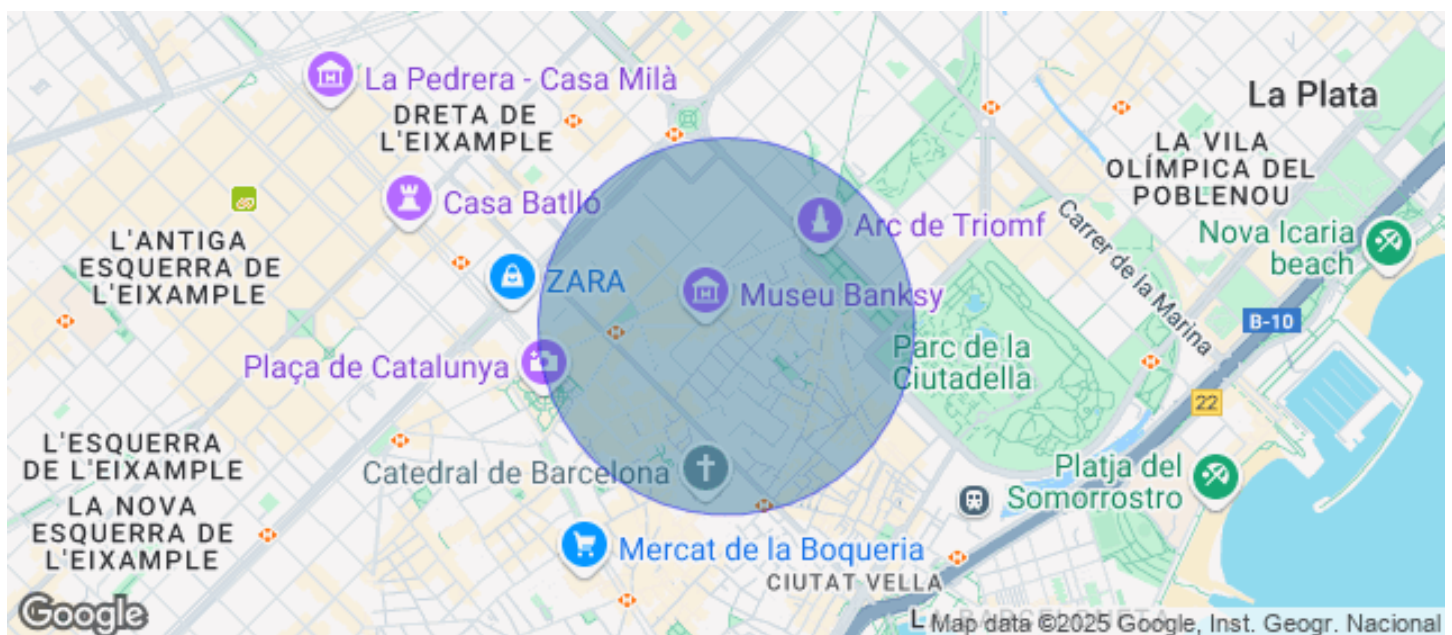 La Pedrera - Casa Milà
DRETA DE
L'EIXAMPLE
La Plata
LA VILA
OLÍMPICA DEL
POBLENOU
Casa Batlló
Arc de Triomf
Carrer de la Marina
Nova Icaria
beach
L'ANTIGA
ESQUERRA DE
L'EIXAMPLE
ZARA
Museu Banksy
B-10
Plaça de Catalunya
Parc de la
Ciutadella
22
L'ESQUERRA
DE L'EIXAMPLE
Catedral de Barcelona
Platja del
Somorrostro
LA NOVA
ESQUERRA DE
L'EIXAMPLE
Mercat de la Boqueria
CIUTAT VELLA
Google
Map data ©2025 Google, Inst. Geogr. Nacional